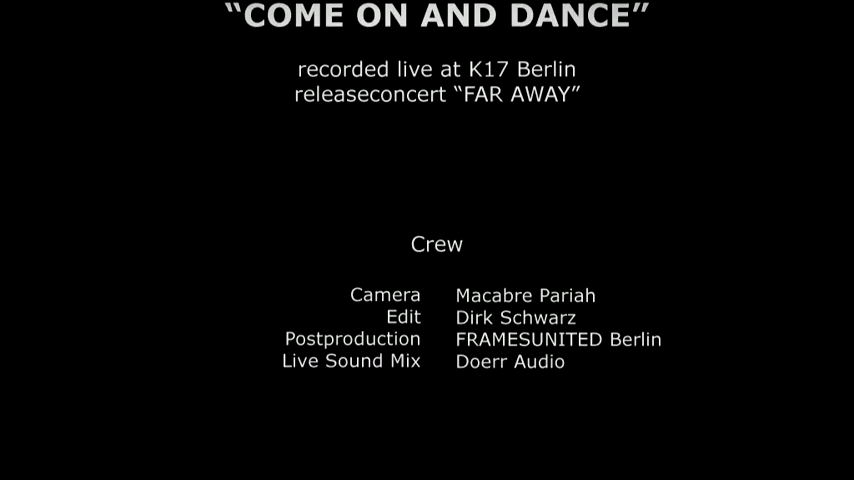 “COME ON AND DANCE”
recorded live at K17 Berlin
releaseconcert “FAR AWAY”
Crew
Camera Macabre Pariah
Edit Dirk Schwarz
Postproduction FRAMESUNITED Berlin
Live Sound Mix Doerr Audio